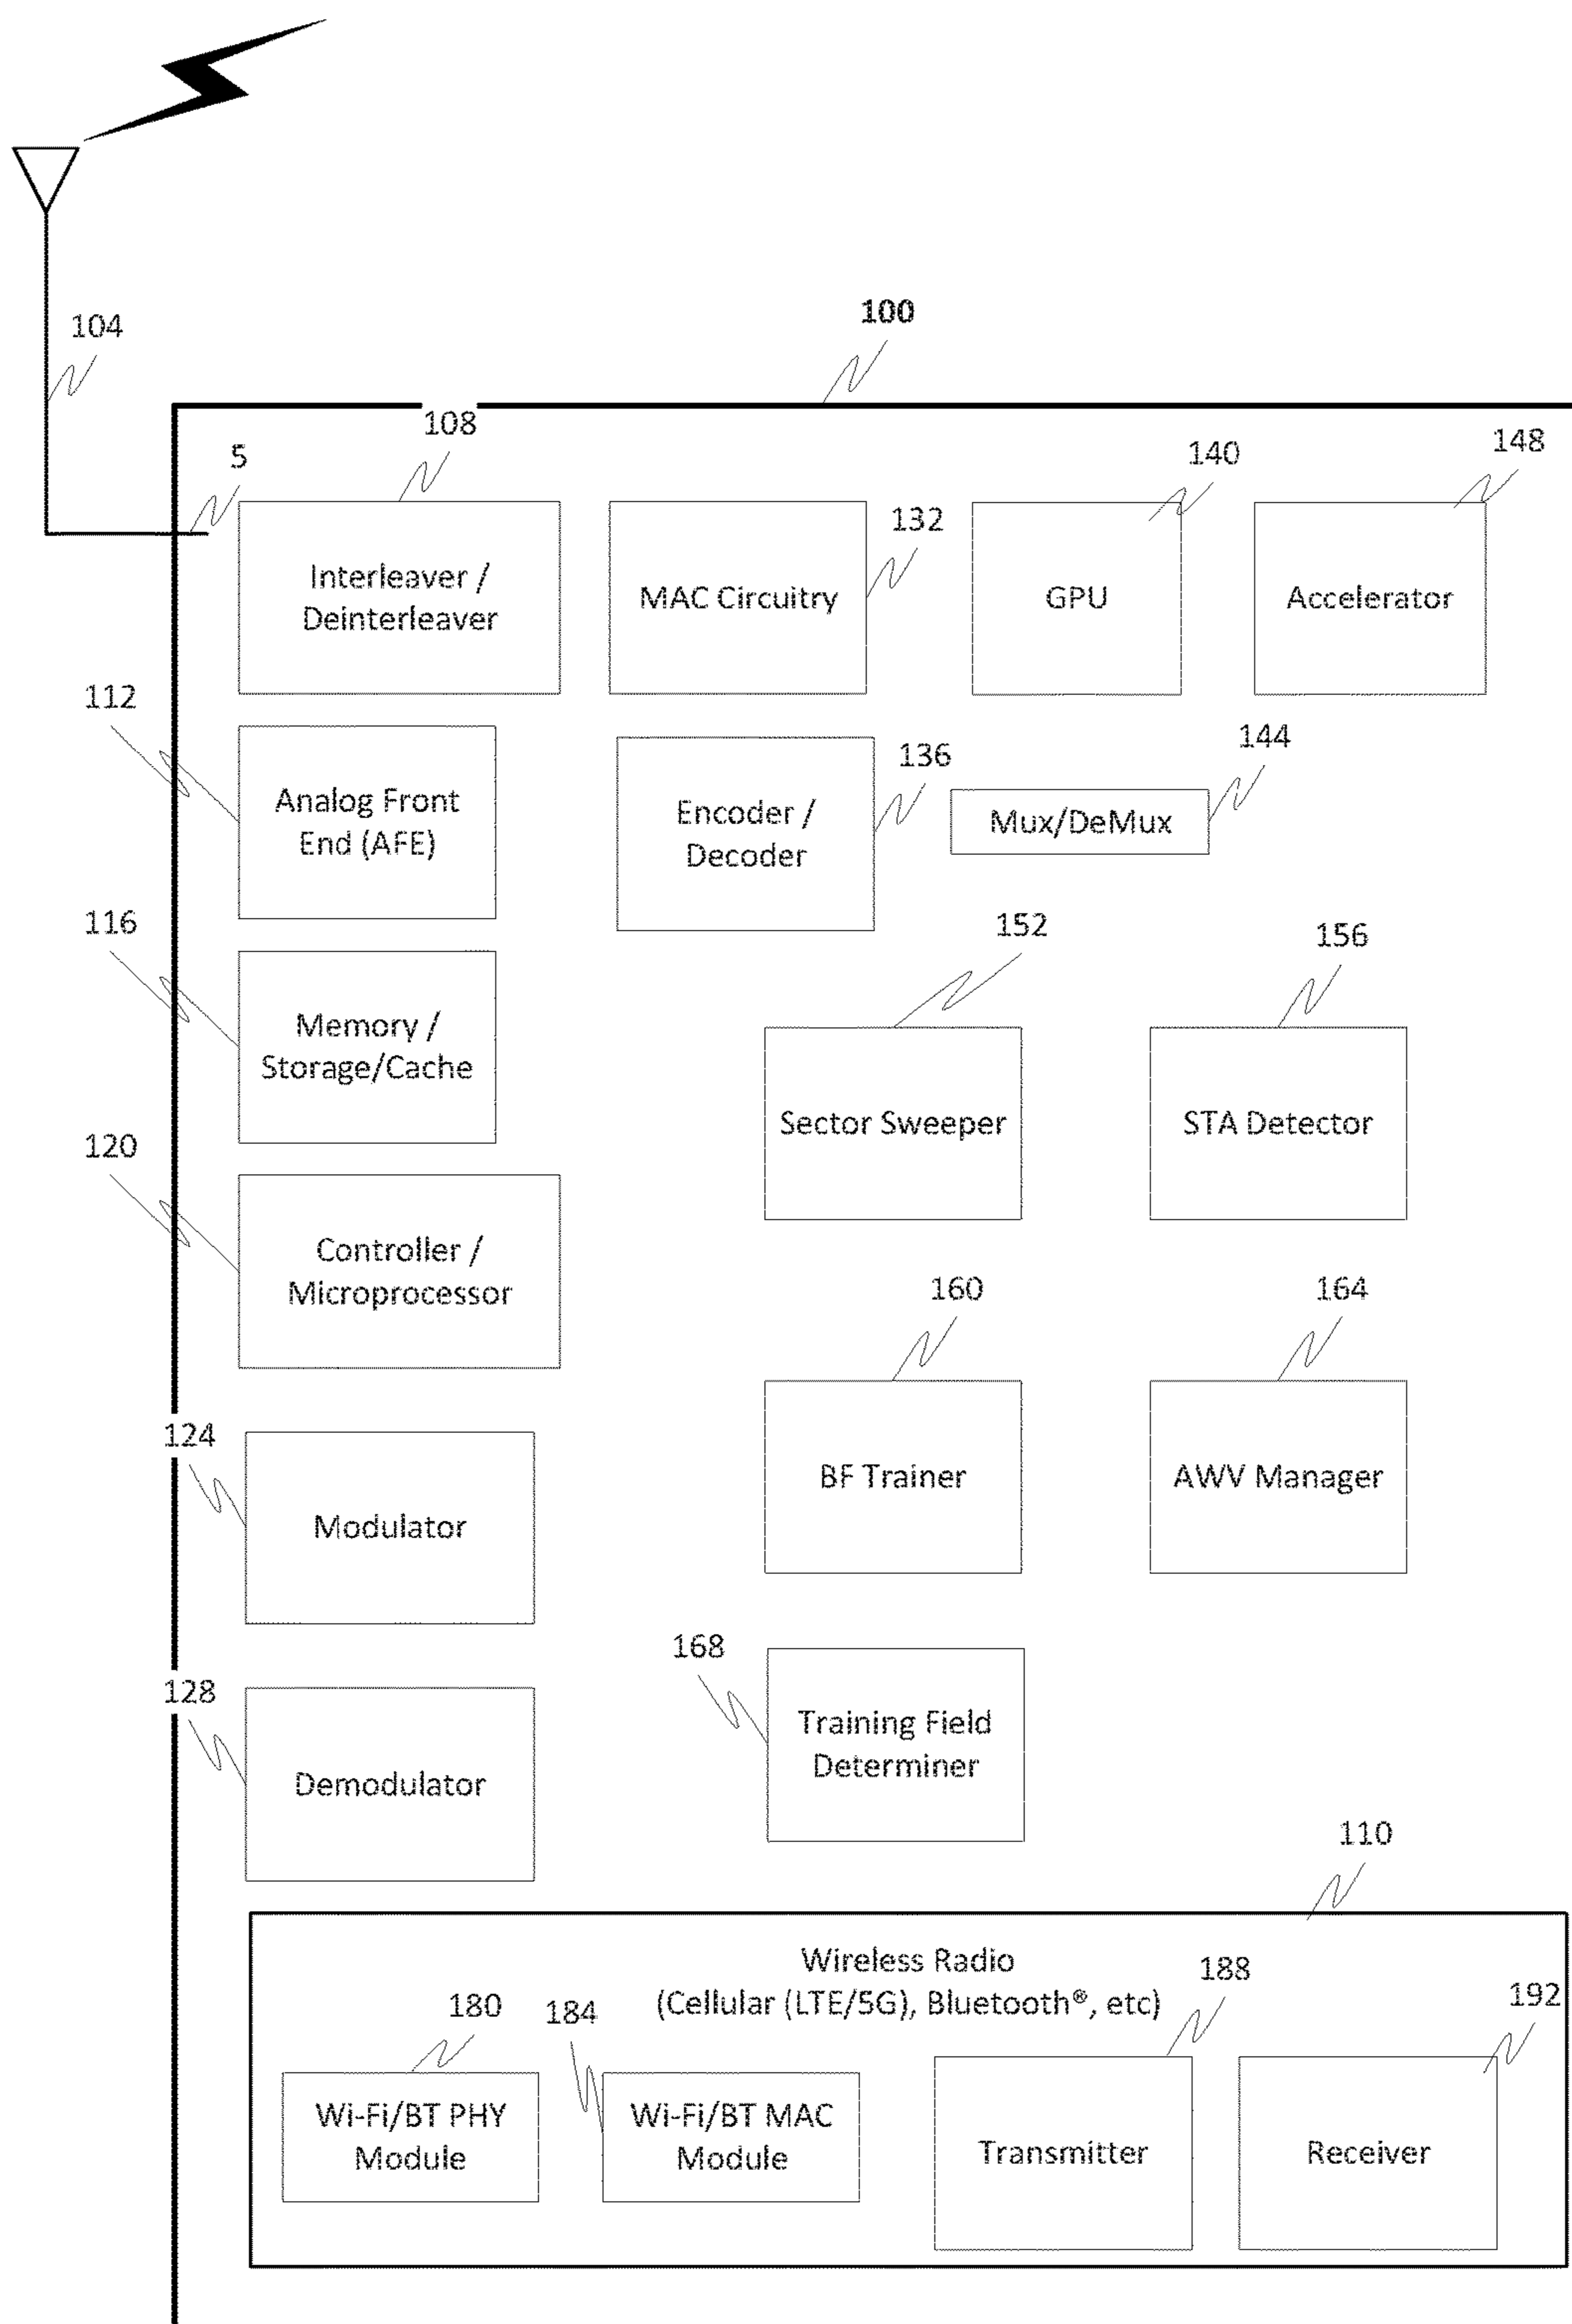 104
100
108
5
140
148
132
Interleaver /
Deinterleaver
MAC Circuitry
GPU
Accelerator
112
136
144
Analog Front
End (AFE)
Encoder /
Decoder
Mux/DeMux
116
152
156
Memory /
Storage/Cache
Sector Sweeper
STA Detector
120
Controller /
Microprocessor
160
164
124
BF Trainer
AWV Manager
Modulator
168
128
Training Field
Determiner
Demodulator
110
Wireless Radio
(Cellular (LTE/5G), Bluetooth®, etc)
180
184
188
192
Wi-Fi/BT PHY
Module
Wi-Fi/BT MAC
Module
Transmitter
Receiver